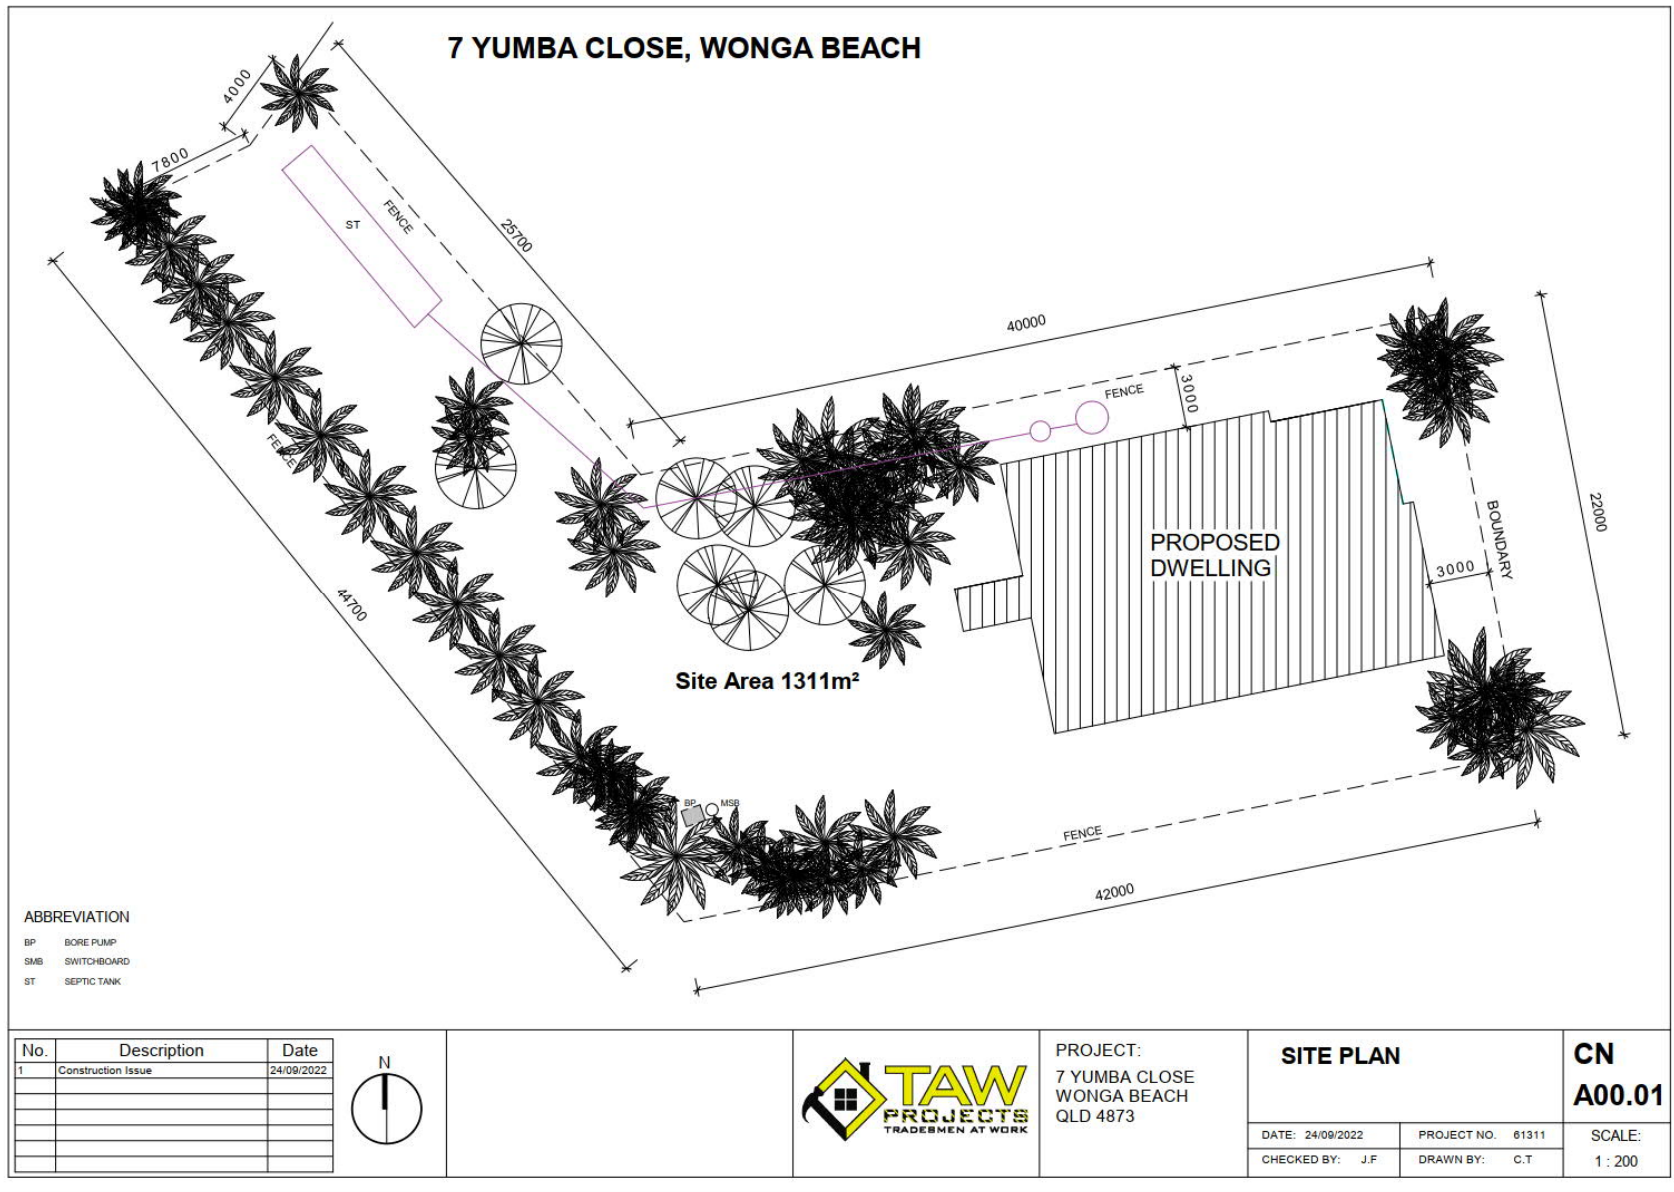 7 YUMBA CLOSE, WONGA BEACH
4000
7800
25700
FENCE
ST
40000
3000
FENCE
22000
BOUNDARY
3000
PROPOSED
DWELLING
FENCE
44700
Site Area 1311m²
BP
MSB
FENCE
42000
ABBREVIATION
BP BORE PUMP
SMB SWITCHBOARD
ST SEPTIC TANK
No. Description Date
1 Construction Issue 24/09/2022
N
TAW
PROJECTS
TRADESMEN AT WORK
PROJECT:
7 YUMBA CLOSE
WONGA BEACH
QLD 4873
SITE PLAN
DATE: 24/09/2022 PROJECT NO. 61311
CHECKED BY: J.F DRAWN BY: C.T
CN
A00.01
SCALE:
1 : 200